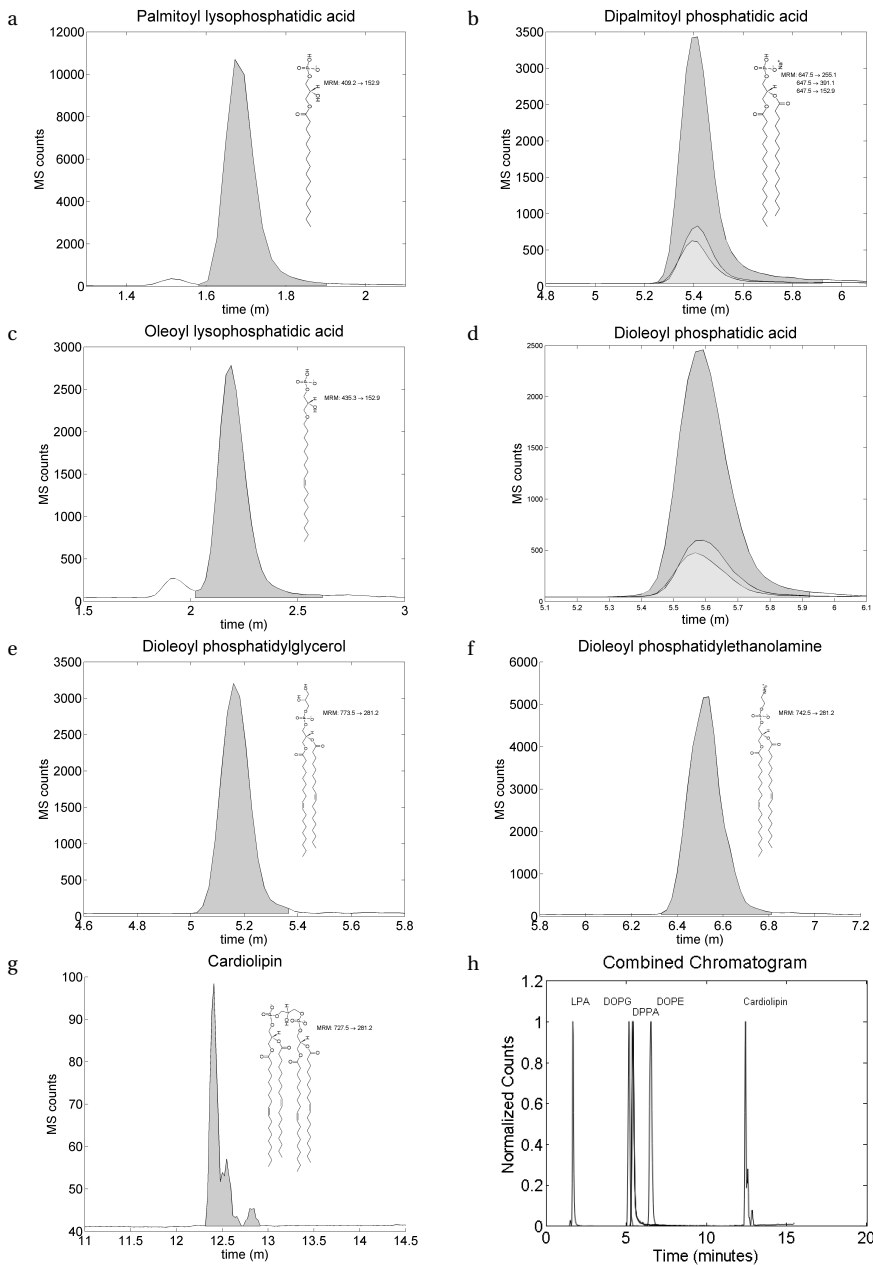 a
Palmitoyl lysophosphatidic acid
12000
10000
8000
6000
4000
2000
0
MS counts
MRM: 409.2 → 152.9
1.4 1.6 1.8 2
time (m)
b
Dipalmitoyl phosphatidic acid
3500
3000
2500
2000
1500
1000
500
0
MS counts
MRM: 647.5 → 255.1
647.5 → 391.1
647.5 → 152.9
4.8 5 5.2 5.4 5.6 5.8 6
time (m)
c
Oleoyl lysophosphatidic acid
3000
2500
2000
1500
1000
500
0
MS counts
MRM: 435.3 → 152.9
1.5 2 2.5 3
time (m)
d
Dioleoyl phosphatidic acid
2500
2000
1500
1000
500
0
MS counts
5.1 5.2 5.3 5.4 5.5 5.6 5.7 5.8 5.9 6 6.1
time (m)
e
Dioleoyl phosphatidylglycerol
3500
3000
2500
2000
1500
1000
500
0
MS counts
MRM: 773.5 → 281.2
4.6 4.8 5 5.2 5.4 5.6 5.8
time (m)
f
Dioleoyl phosphatidylethanolamine
6000
5000
4000
3000
2000
1000
0
MS counts
MRM: 742.5 → 281.2
5.8 6 6.2 6.4 6.6 6.8 7 7.2
time (m)
g
Cardiolipin
100
90
80
70
60
50
40
MS counts
MRM: 727.5 → 281.2
11 11.5 12 12.5 13 13.5 14 14.5
time (m)
h
Combined Chromatogram
1.2
1
0.8
0.6
0.4
0.2
0
Normalized Counts
LPA DOPG DOPE Cardiolipin
DPPA
0 5 10 15 20
Time (minutes)